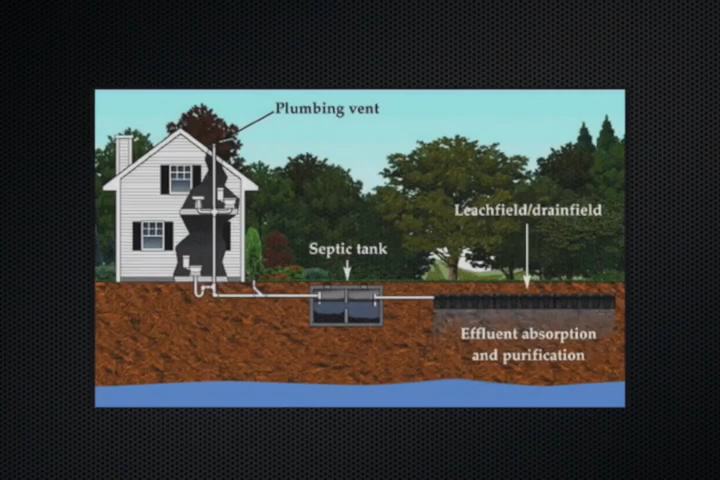 Plumbing vent
Leachfield/drainfield
Septic tank
Effluent absorption
and purification